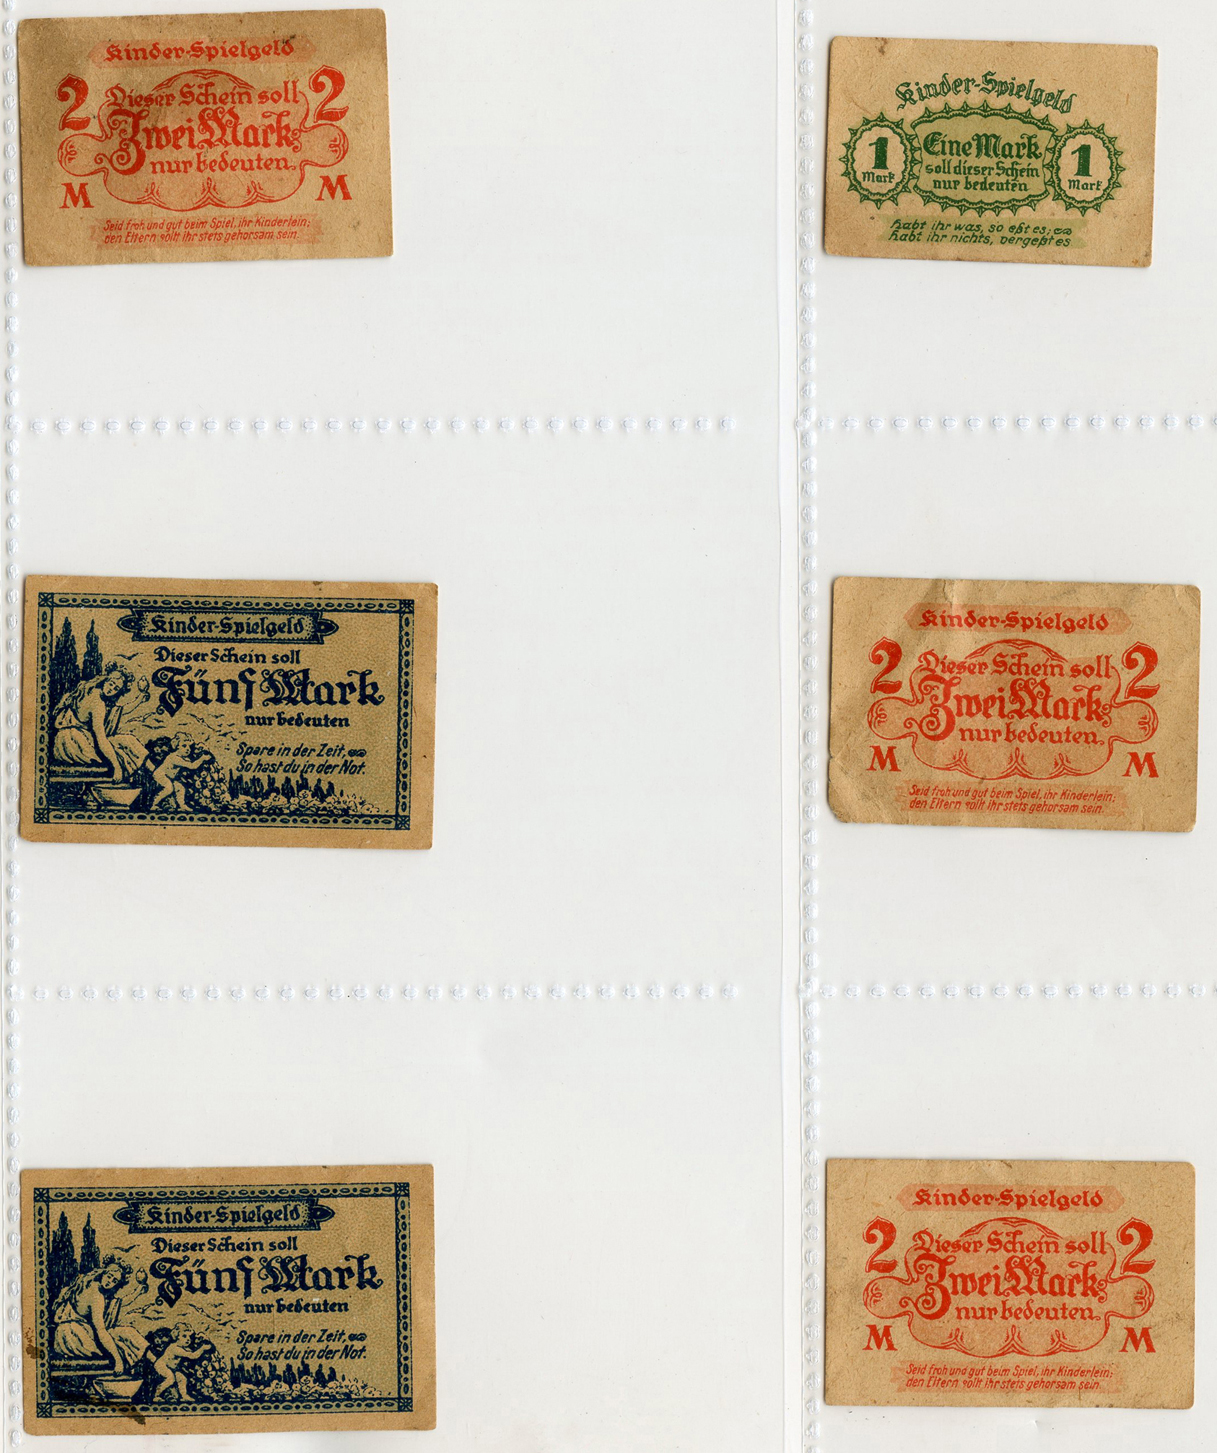 Kinder-Spielgeld
2 Dieser Schein soll 2
Zwei Mark
nur bedeuten.
M M
Seid froh und gut beim Spiel, ihr Kinderlein;
den Eltern sollt ihr stets gehorsam sein.
Kinder-Spielgeld
1 Mark
Eine Mark
soll dieser Schein
nur bedeuten
1 Mark
Habt ihr was, so eßt es;
habt ihr nichts, vergeßt es
Kinder-Spielgeld
Dieser Schein soll
Fünf Mark
nur bedeuten
Spare in der Zeit,
So hast du in der Not.
Kinder-Spielgeld
2 Dieser Schein soll 2
Zwei Mark
nur bedeuten.
M M
Seid froh und gut beim Spiel, ihr Kinderlein;
den Eltern sollt ihr stets gehorsam sein.
Kinder-Spielgeld
Dieser Schein soll
Fünf Mark
nur bedeuten
Spare in der Zeit,
So hast du in der Not.
Kinder-Spielgeld
2 Dieser Schein soll 2
Zwei Mark
nur bedeuten.
M M
Seid froh und gut beim Spiel, ihr Kinderlein;
den Eltern sollt ihr stets gehorsam sein.